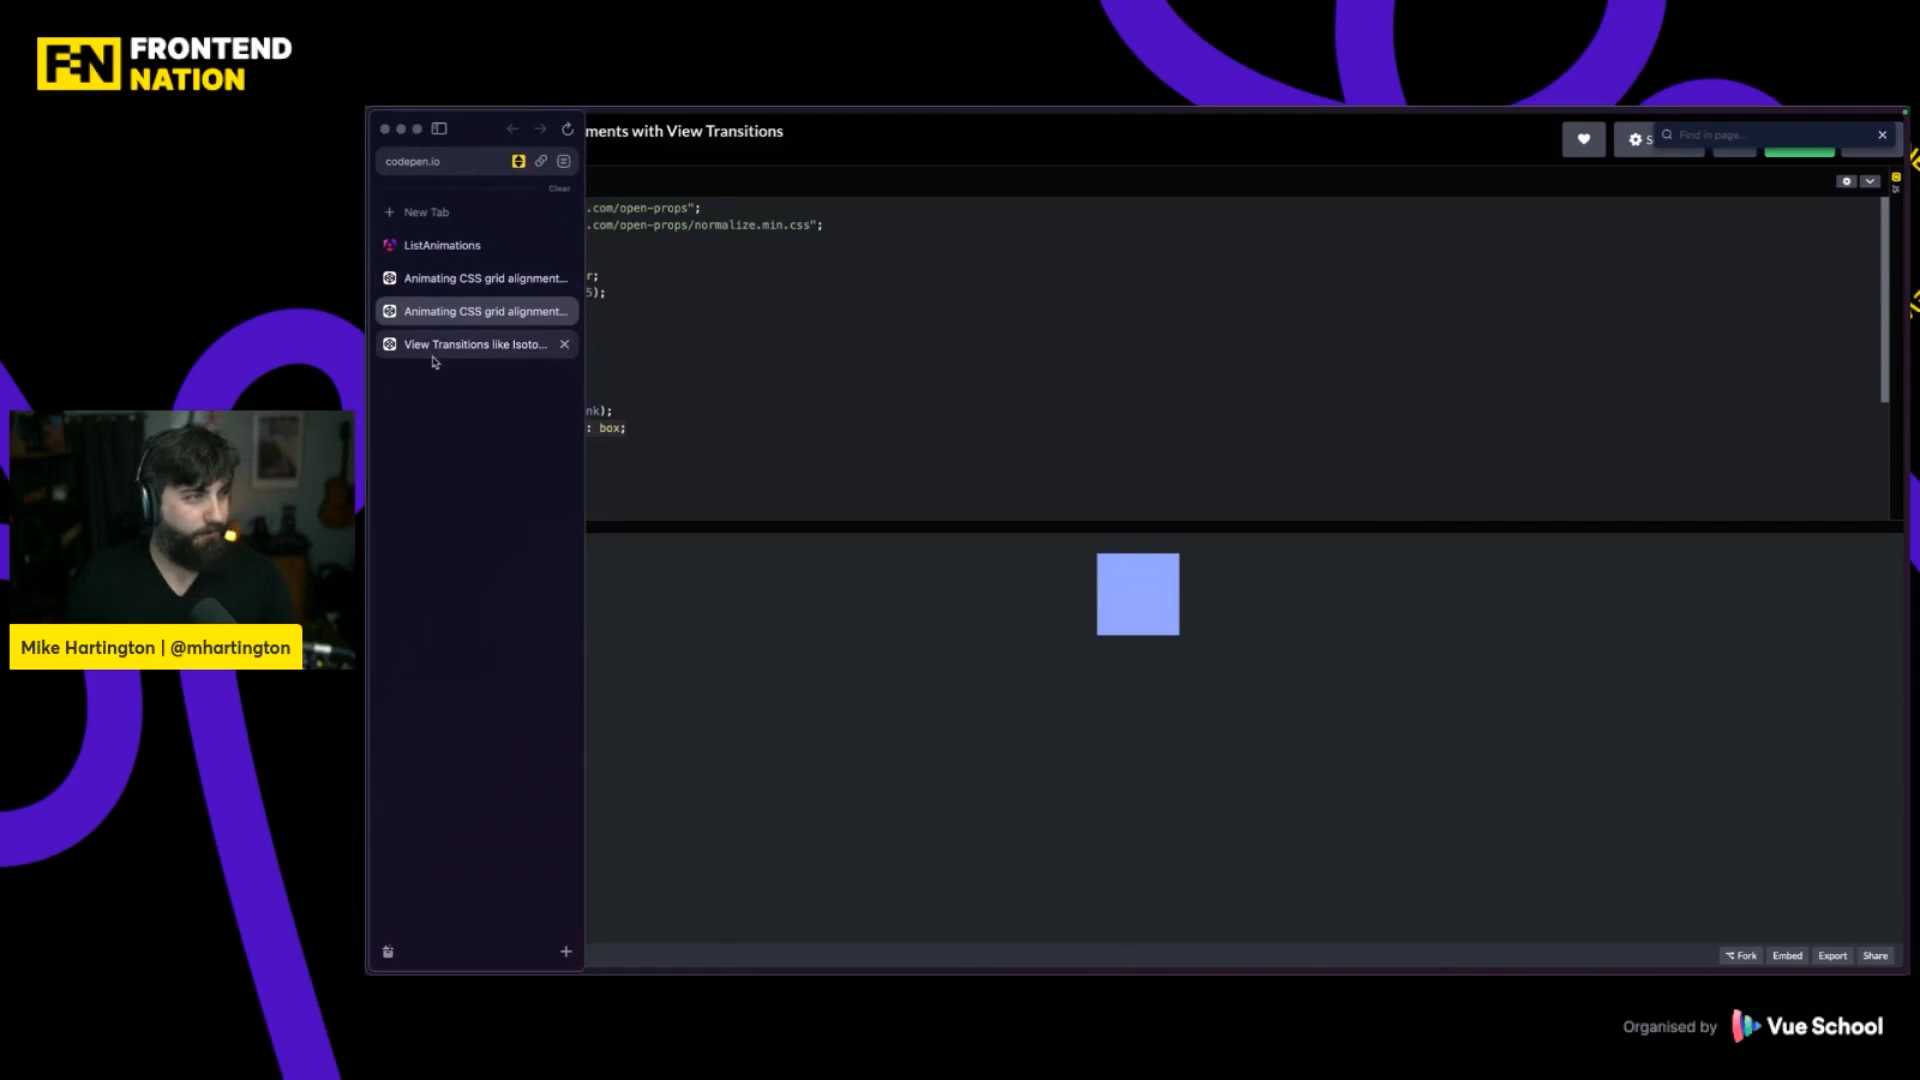 FRONTEND
NATION
ments with View Transitions
Find in page...
S
codepen.io
Clear
New Tab
ListAnimations
Animating CSS grid alignment...
Animating CSS grid alignment...
View Transitions like Isoto...
.com/open-props";
.com/open-props/normalize.min.css";
r;
5);
nk);
: box;
JS
Mike Hartington | @mhartington
Fork
Embed
Export
Share
Organised by
Vue School